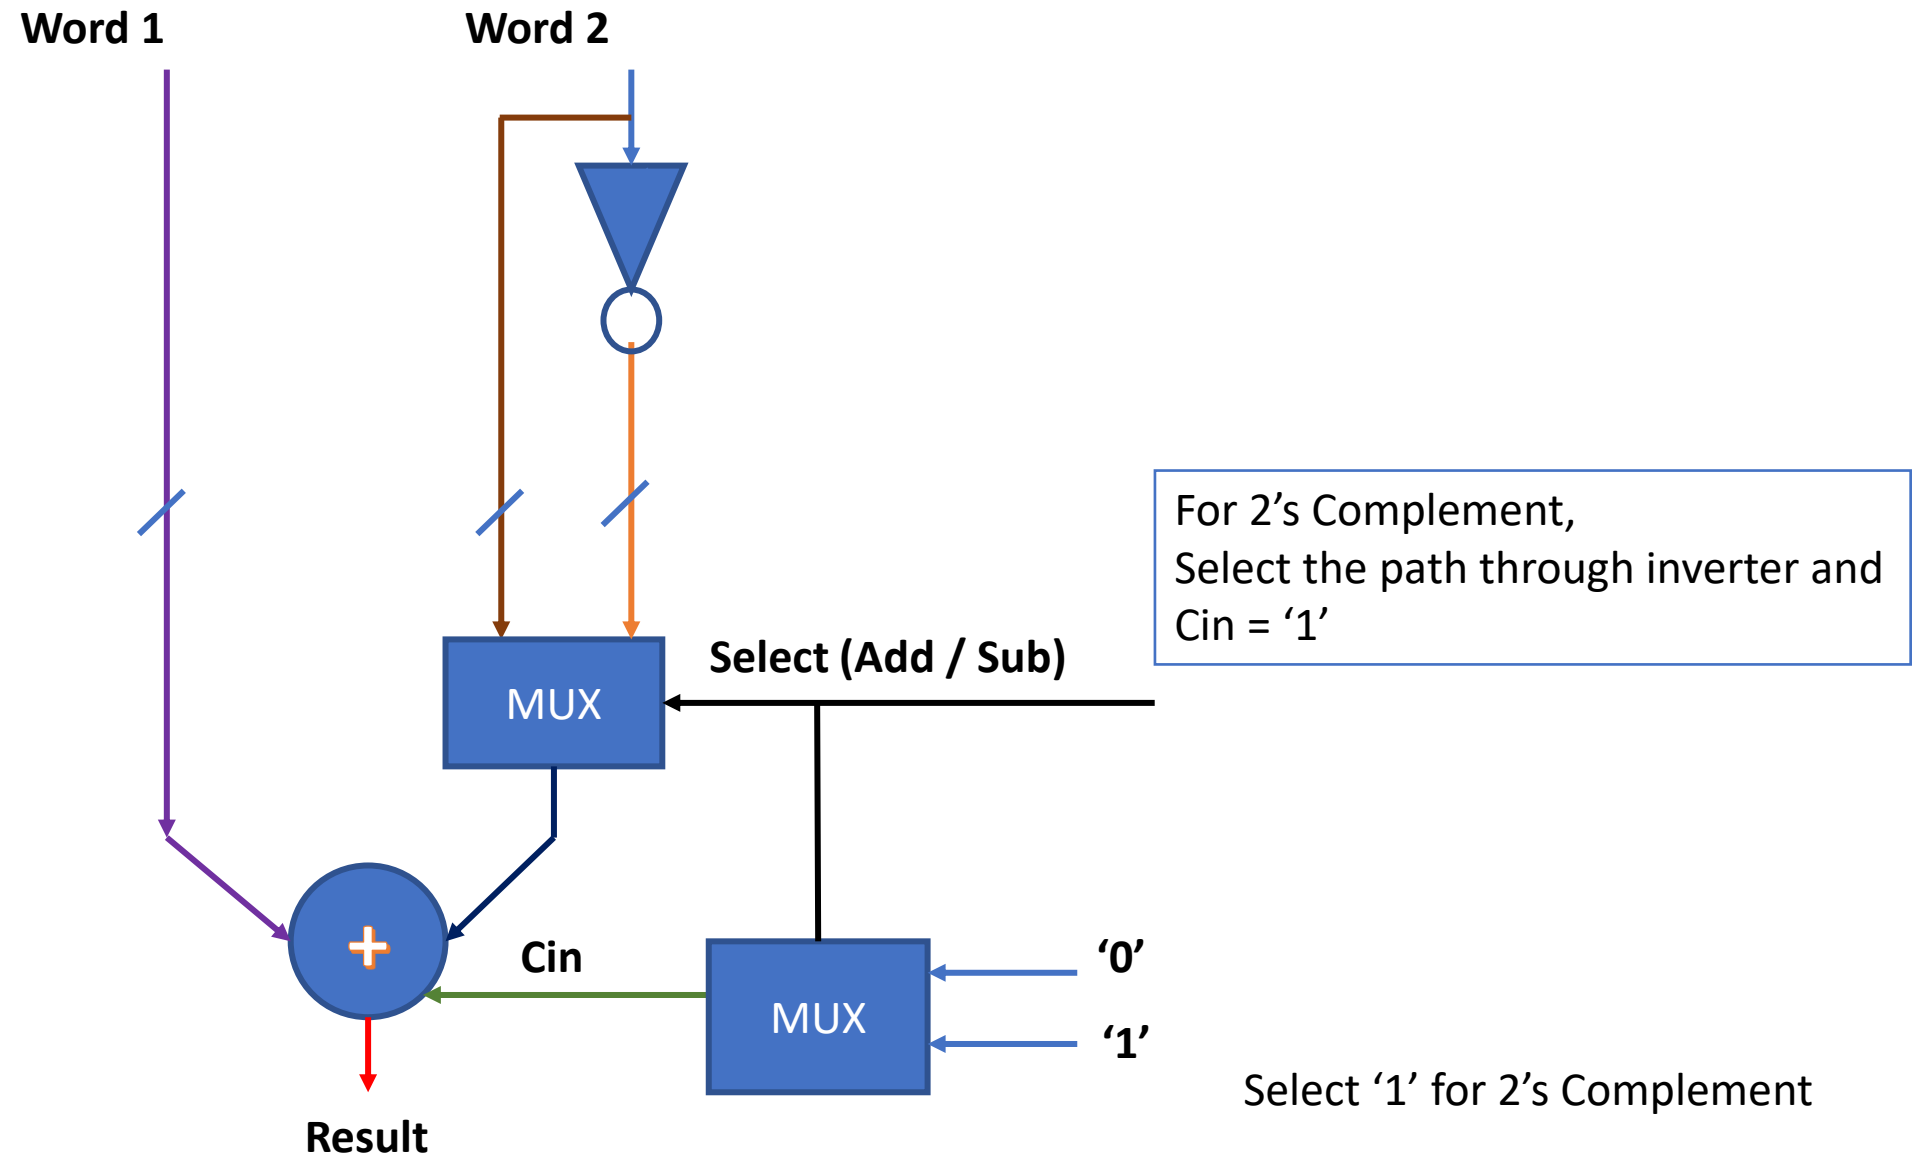 Word 1
Word 2
For 2’s Complement,
Select the path through inverter and
Cin = ‘1’
Select (Add / Sub)
MUX
+
Cin
‘0’
MUX
‘1’
Select ‘1’ for 2’s Complement
Result